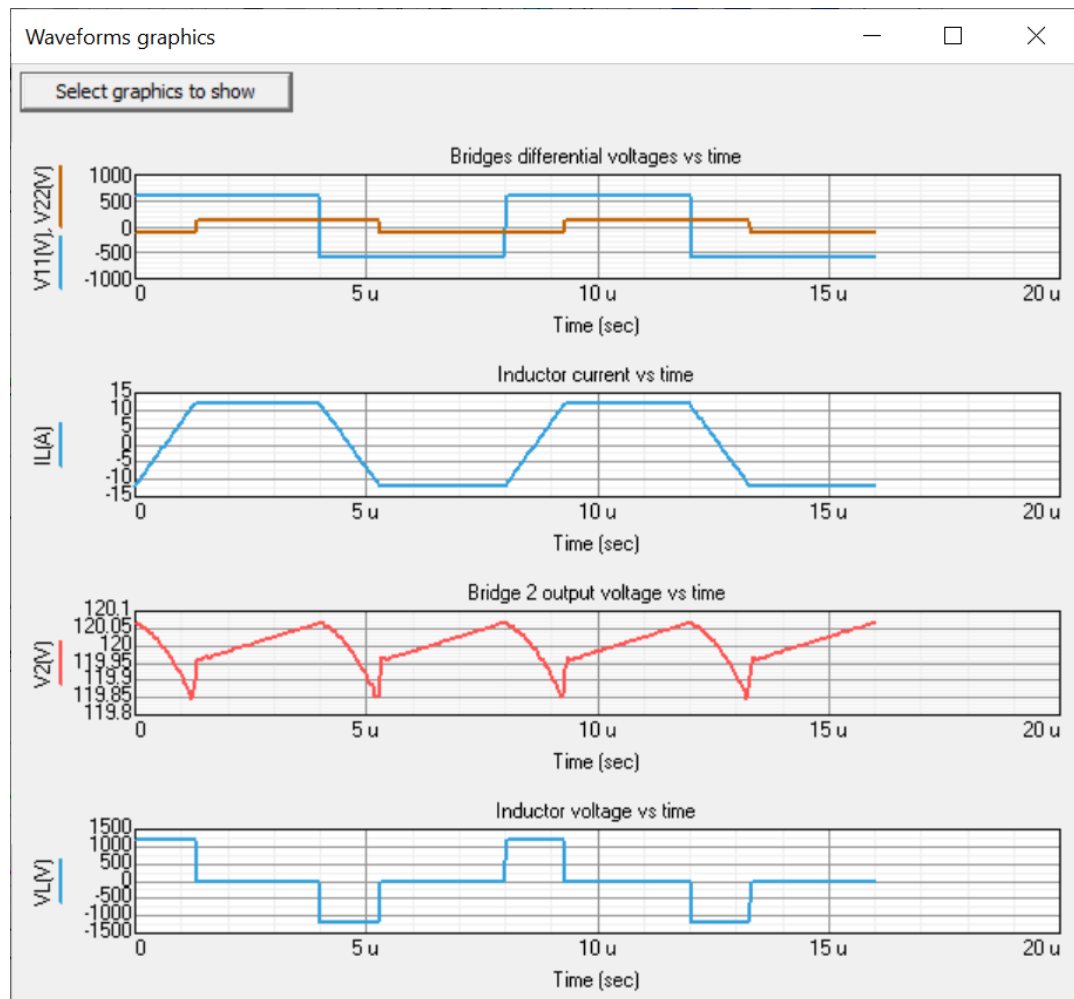 Waveforms graphics
Select graphics to show
Bridges differential voltages vs time
V11(V), V22(V)
1000
500
0
-500
-1000
0 5 u 10 u 15 u 20 u
Time (sec)
Inductor current vs time
IL(A)
15
10
5
0
-5
-10
-15
0 5 u 10 u 15 u 20 u
Time (sec)
Bridge 2 output voltage vs time
V2(V)
120.1
120.05
120
119.95
119.9
119.85
119.8
0 5 u 10 u 15 u 20 u
Time (sec)
Inductor voltage vs time
VL(V)
1500
1000
500
0
-500
-1000
-1500
0 5 u 10 u 15 u 20 u
Time (sec)